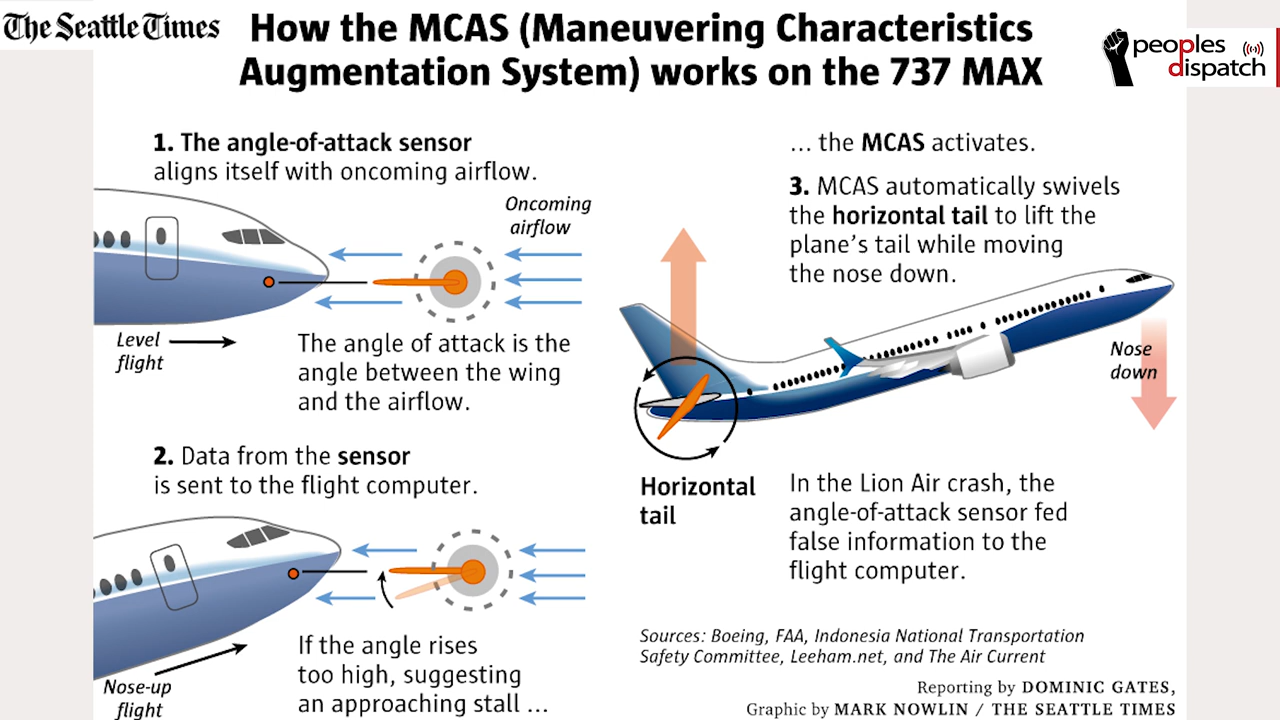 The Seattle Times
How the MCAS (Maneuvering Characteristics
Augmentation System) works on the 737 MAX
peoples
dispatch
1. The angle-of-attack sensor
aligns itself with oncoming airflow.
Oncoming
airflow
Level
flight
The angle of attack is the
angle between the wing
and the airflow.
2. Data from the sensor
is sent to the flight computer.
Nose-up
flight
If the angle rises
too high, suggesting
an approaching stall ...
... the MCAS activates.
3. MCAS automatically swivels
the horizontal tail to lift the
plane’s tail while moving
the nose down.
Nose
down
Horizontal
tail
In the Lion Air crash, the
angle-of-attack sensor fed
false information to the
flight computer.
Sources: Boeing, FAA, Indonesia National Transportation
Safety Committee, Leeham.net, and The Air Current
Reporting by DOMINIC GATES,
Graphic by MARK NOWLIN / THE SEATTLE TIMES